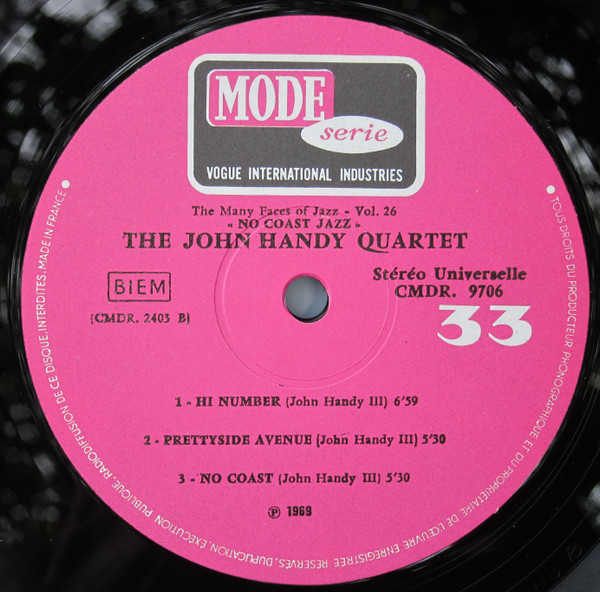 MODE
serie
VOGUE INTERNATIONAL INDUSTRIES
The Many Faces of Jazz - Vol. 26
« NO COAST JAZZ »
THE JOHN HANDY QUARTET
BIEM
(CMDR. 2403 B)
Stéréo Universelle
CMDR. 9706
33
1 - HI NUMBER (John Handy III) 6'59
2 - PRETTYSIDE AVENUE (John Handy III) 5'30
3 - NO COAST (John Handy III) 5'30
℗ 1969
• TOUS DROITS DU PRODUCTEUR PHONOGRAPHIQUE ET DU PROPRIETAIRE DE L'ŒUVRE ENREGISTREE RÉSERVES. DUPLICATION, EXÉCUTION PUBLIQUE, RADIODIFFUSION DE CE DISQUE, INTERDITES. MADE IN FRANCE •